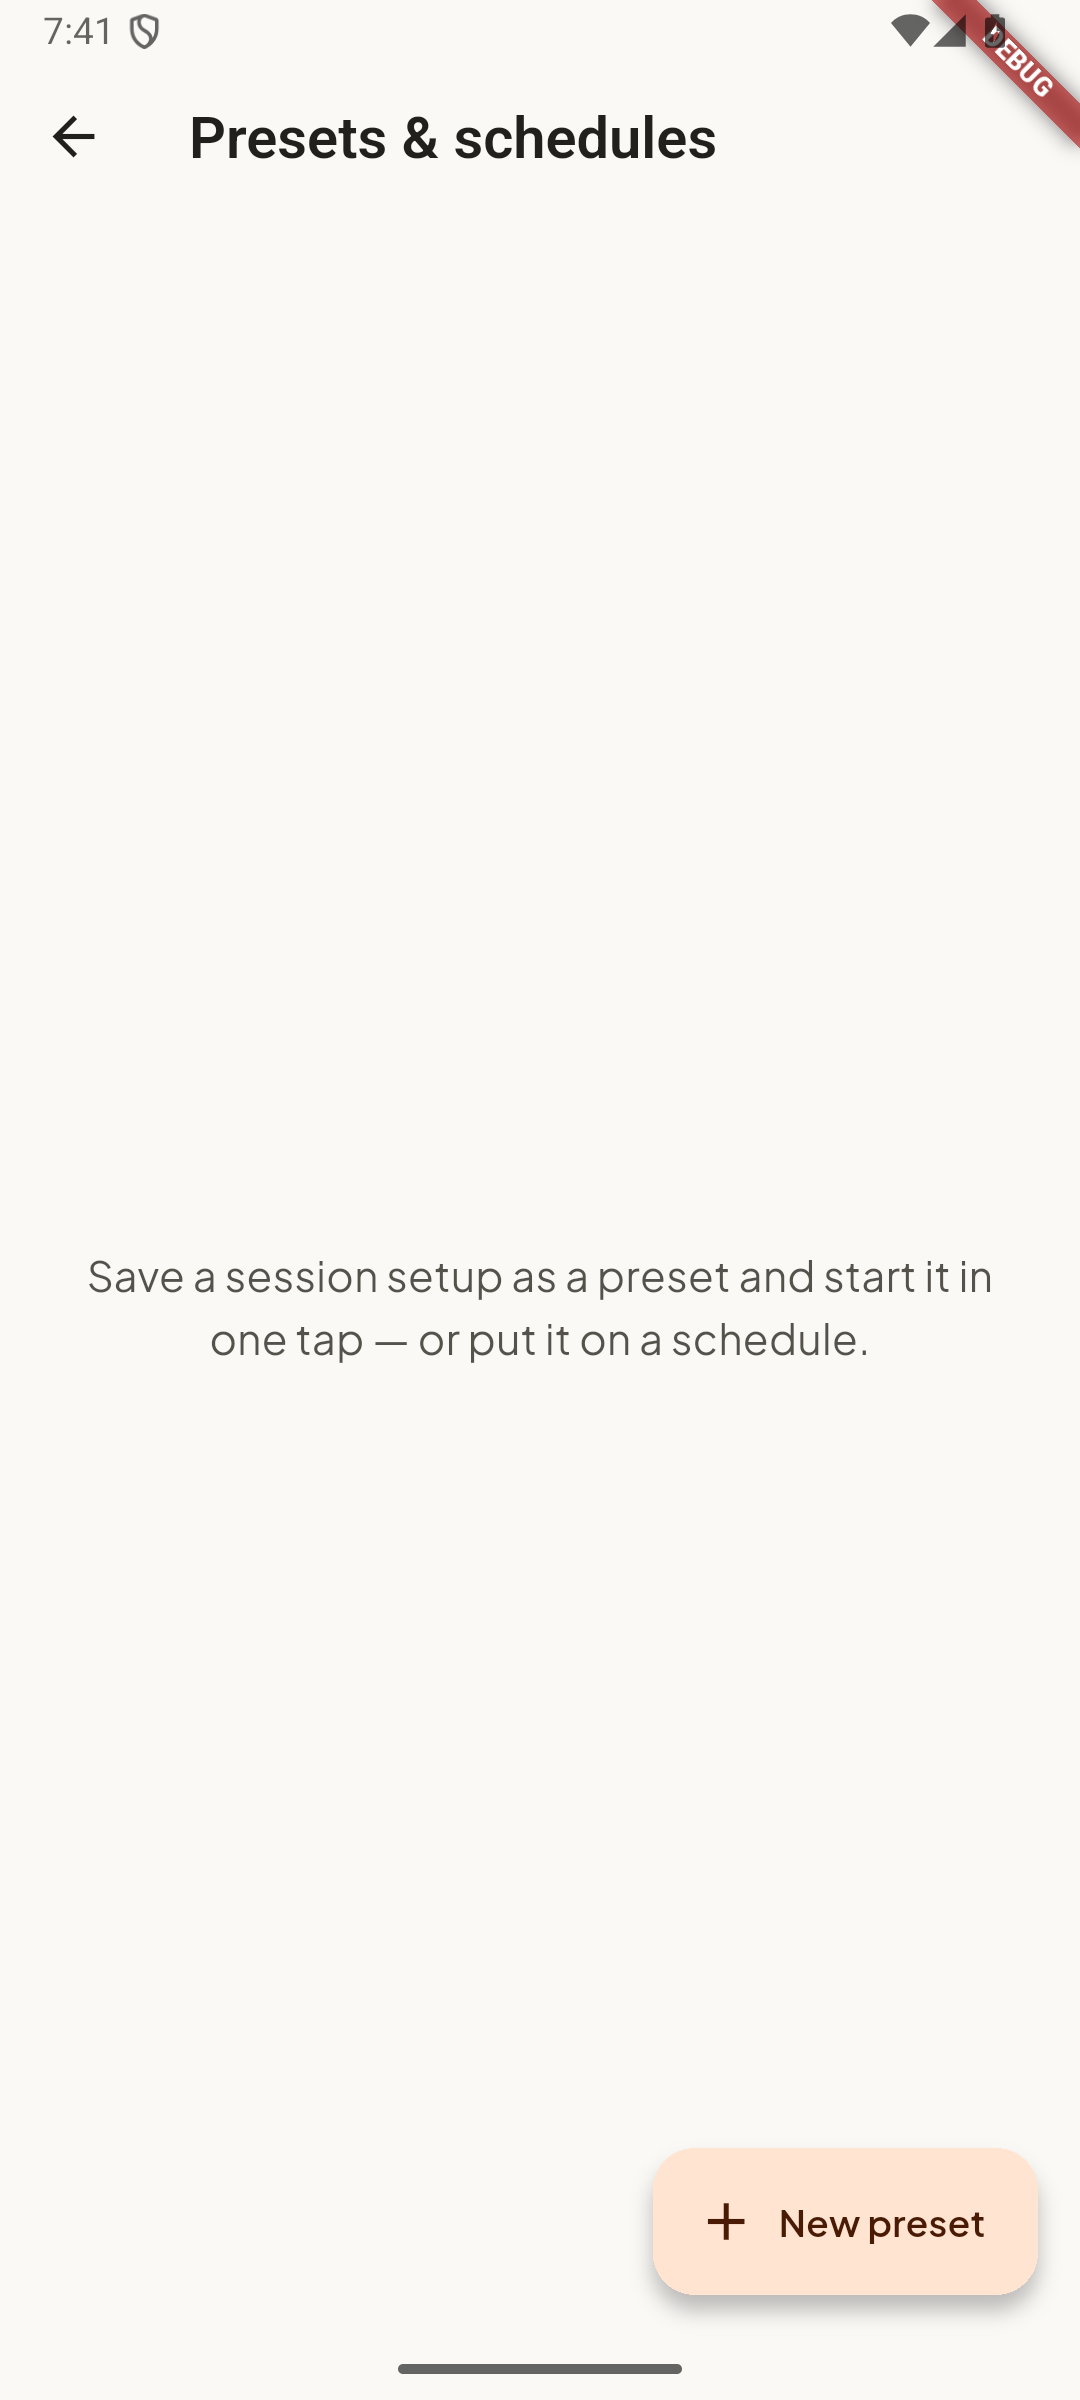 7:41
DEBUG
Presets & schedules
Save a session setup as a preset and start it in
one tap — or put it on a schedule.
New preset